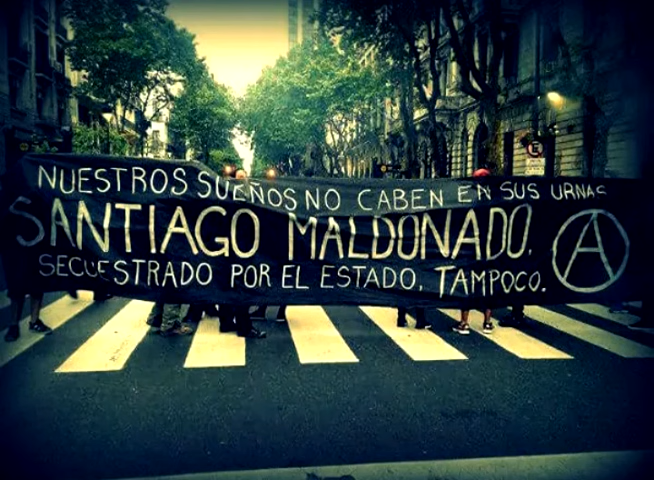 NUESTROS SUEÑOS NO CABEN EN SUS URNAS
SANTIAGO MALDONADO.
SECUESTRADO POR EL ESTADO. TAMPOCO.